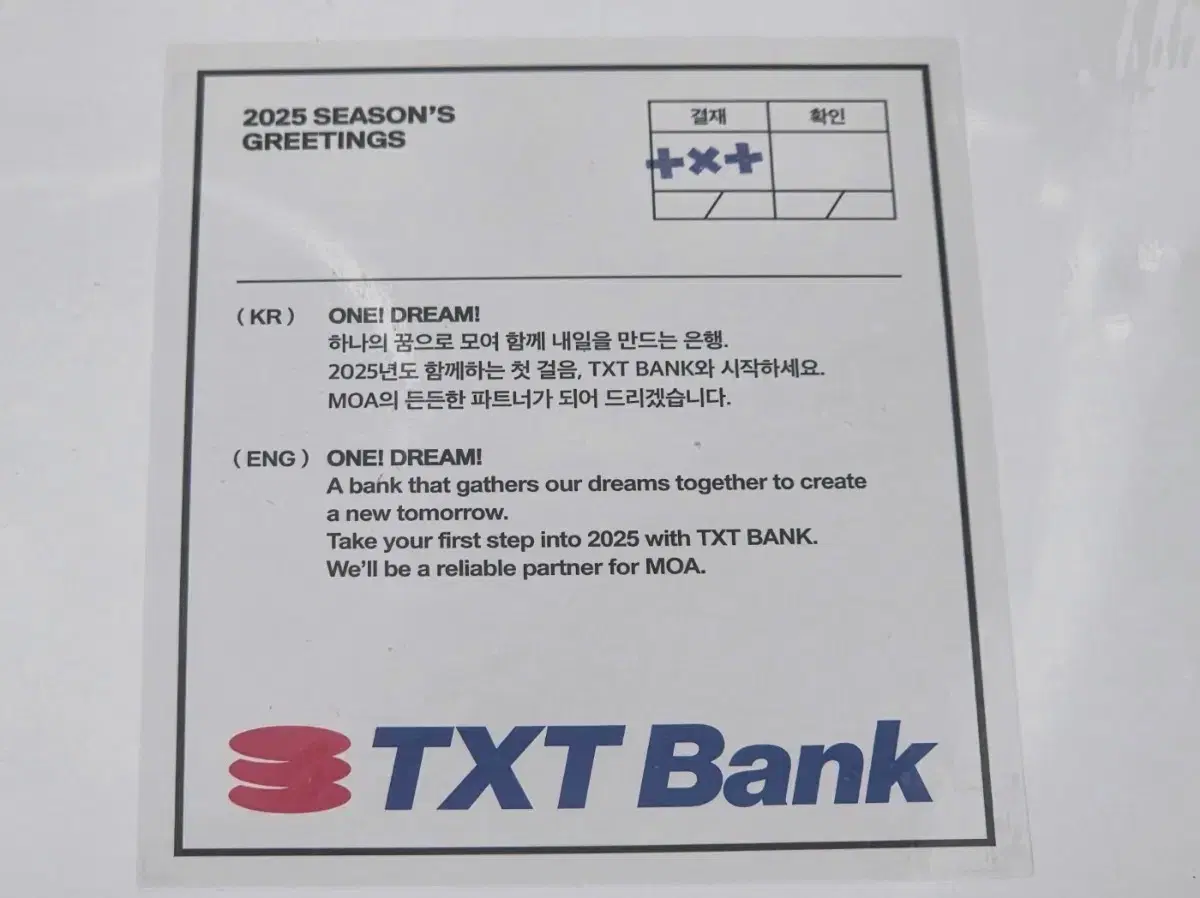 2025 SEASON'S
GREETINGS
결재 확인
+×+
/ /
(KR) ONE! DREAM!
하나의 꿈으로 모여 함께 내일을 만드는 은행.
2025년도 함께하는 첫 걸음, TXT BANK와 시작하세요.
MOA의 든든한 파트너가 되어 드리겠습니다.
(ENG) ONE! DREAM!
A bank that gathers our dreams together to create
a new tomorrow.
Take your first step into 2025 with TXT BANK.
We'll be a reliable partner for MOA.
TXT Bank